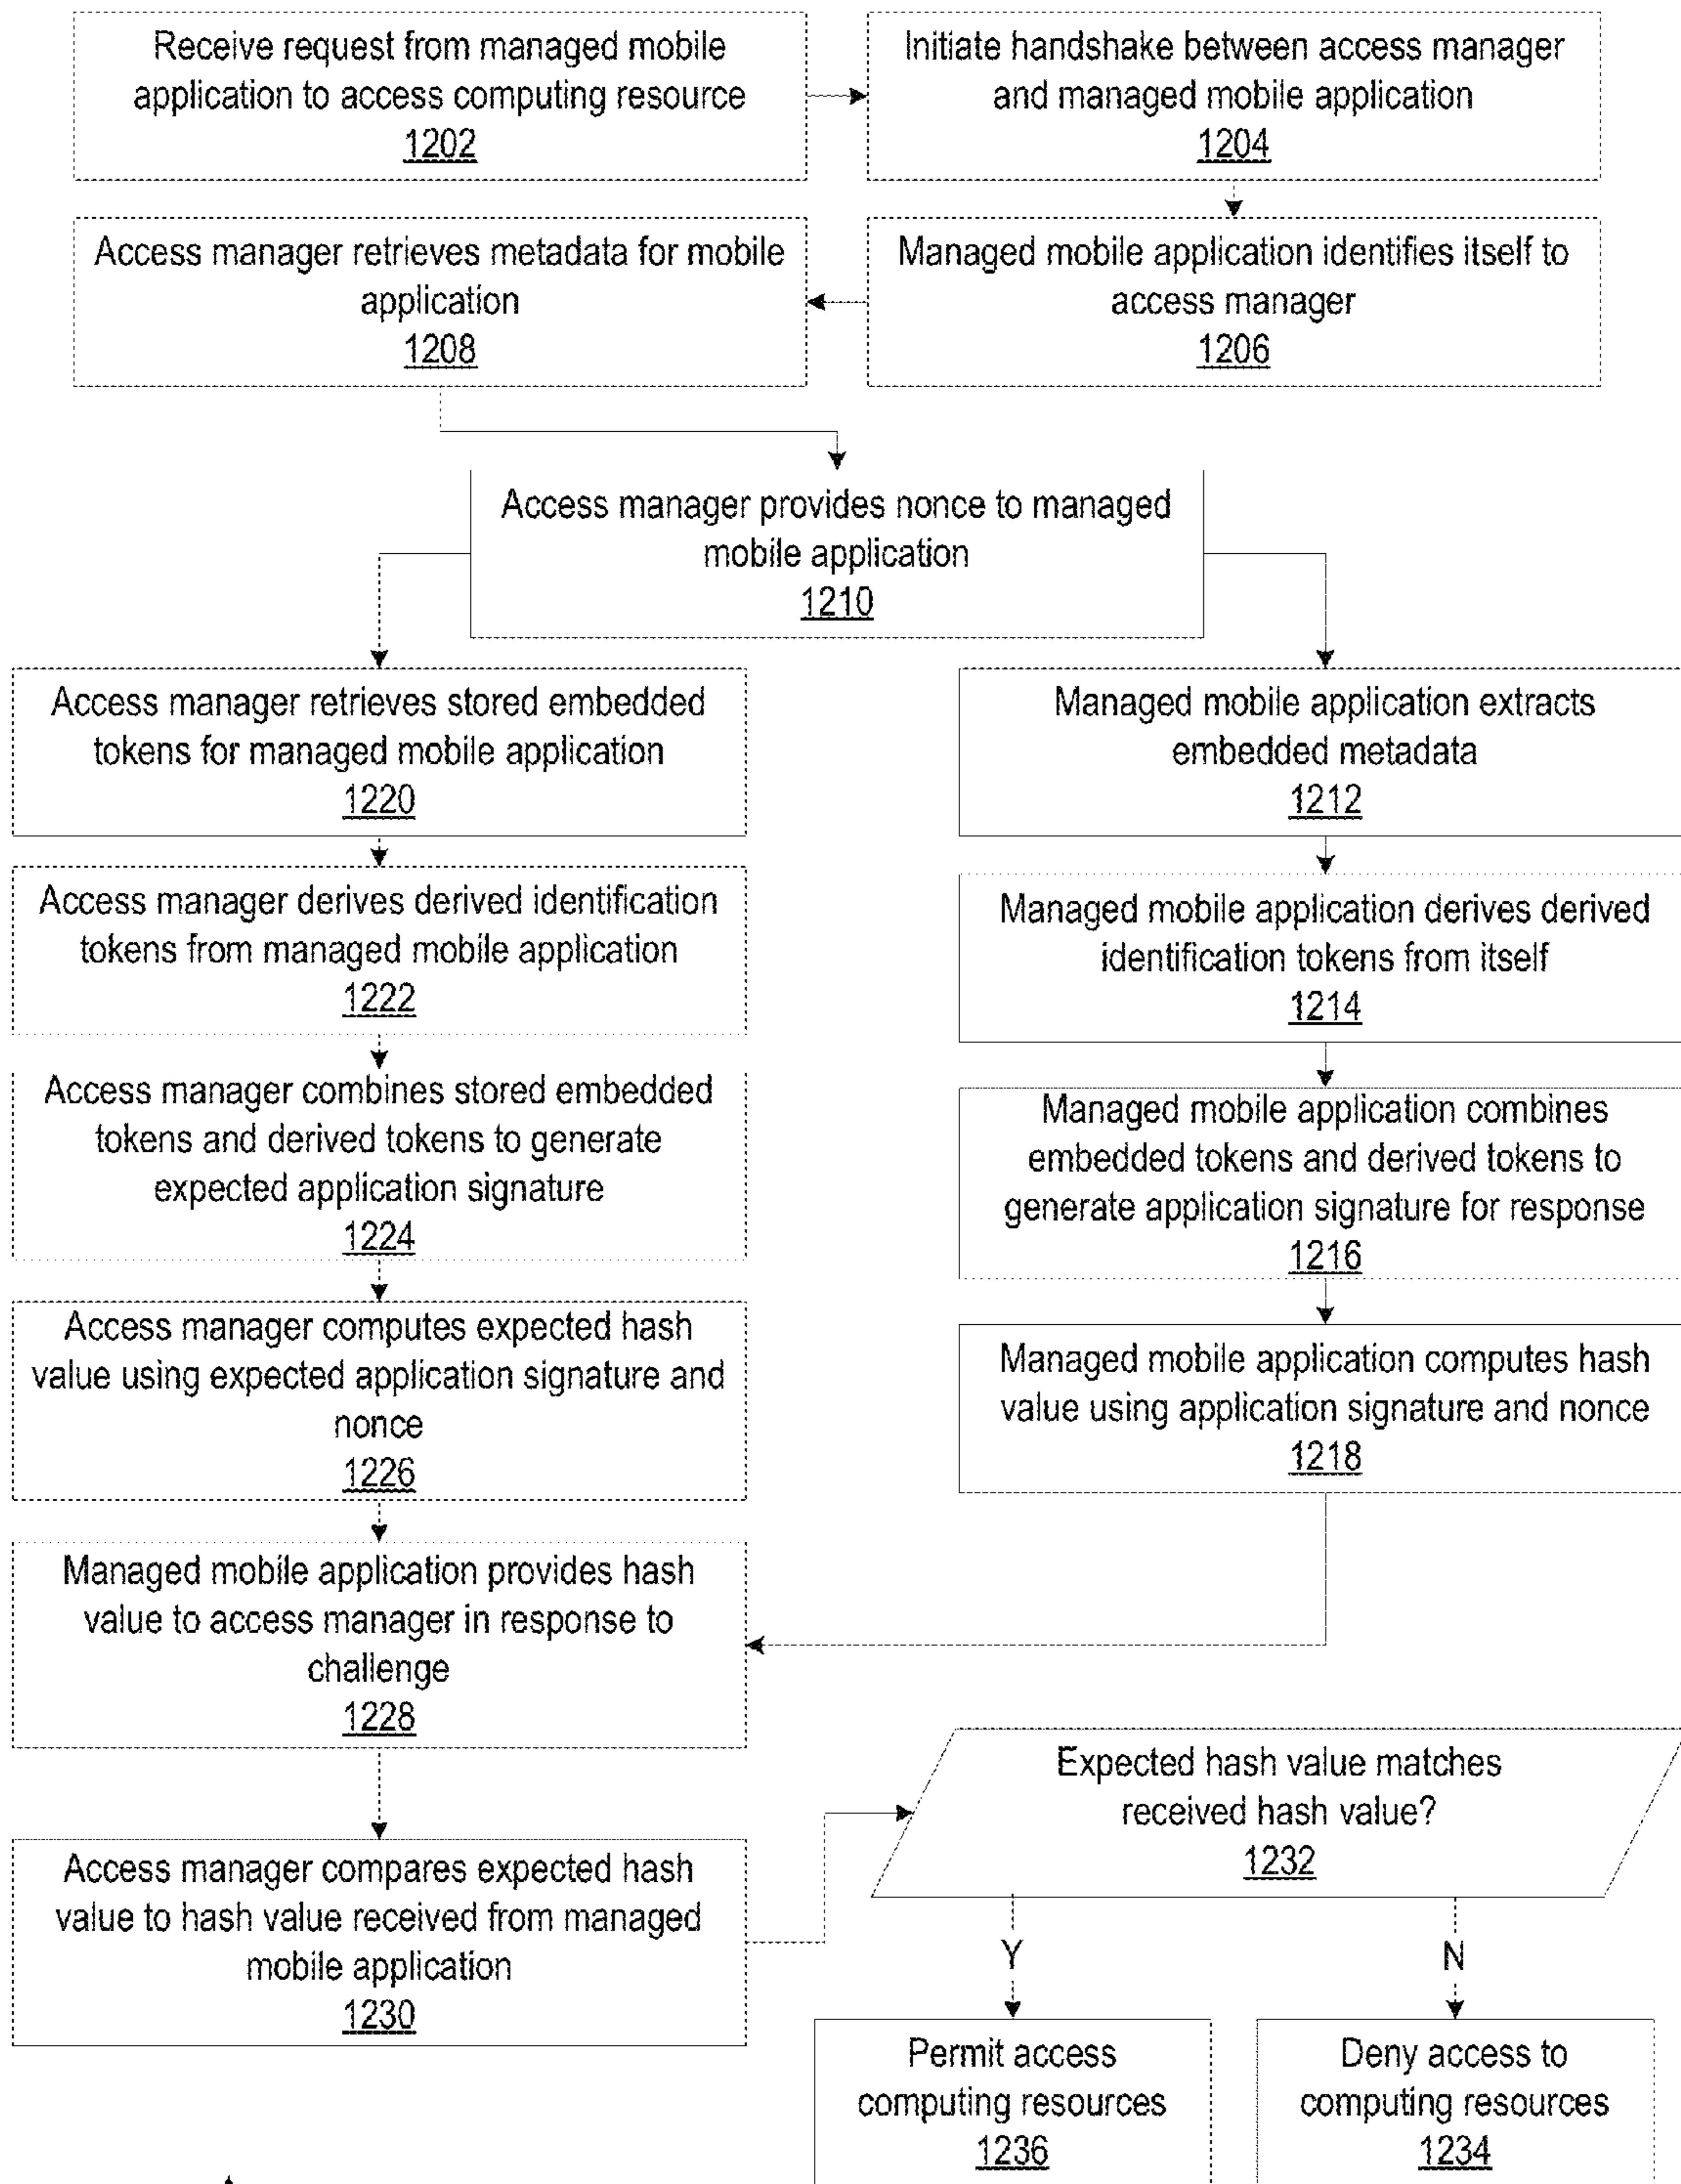 Receive request from managed mobile
application to access computing resource
1202
Initiate handshake between access manager
and managed mobile application
1204
Access manager retrieves metadata for mobile
application
1208
Managed mobile application identifies itself to
access manager
1206
Access manager provides nonce to managed
mobile application
1210
Access manager retrieves stored embedded
tokens for managed mobile application
1220
Managed mobile application extracts
embedded metadata
1212
Access manager derives derived identification
tokens from managed mobile application
1222
Managed mobile application derives derived
identification tokens from itself
1214
Access manager combines stored embedded
tokens and derived tokens to generate
expected application signature
1224
Managed mobile application combines
embedded tokens and derived tokens to
generate application signature for response
1216
Access manager computes expected hash
value using expected application signature and
nonce
1226
Managed mobile application computes hash
value using application signature and nonce
1218
Managed mobile application provides hash
value to access manager in response to
challenge
1228
Expected hash value matches
received hash value?
1232
Access manager compares expected hash
value to hash value received from managed
mobile application
1230
Y
N
Permit access
computing resources
1236
Deny access to
computing resources
1234